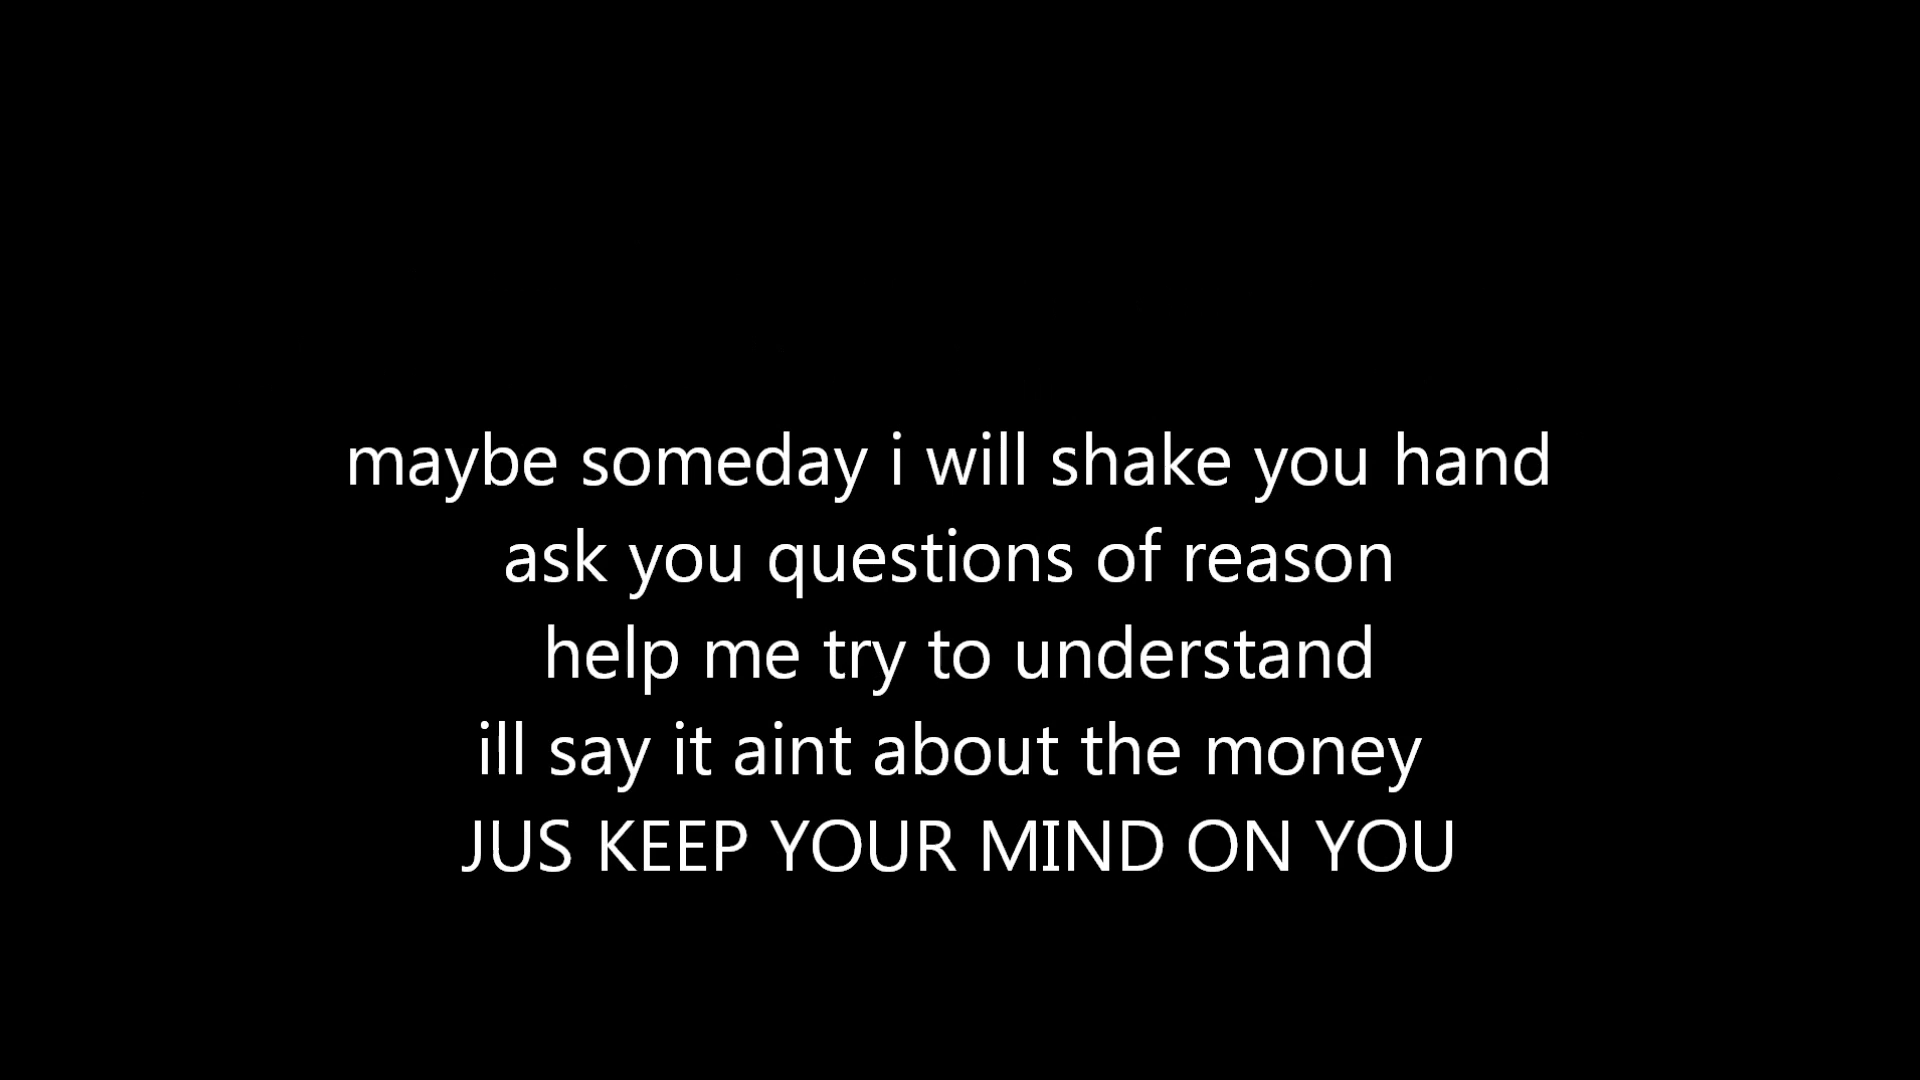 maybe someday i will shake you hand
ask you questions of reason
help me try to understand
ill say it aint about the money
JUS KEEP YOUR MIND ON YOU